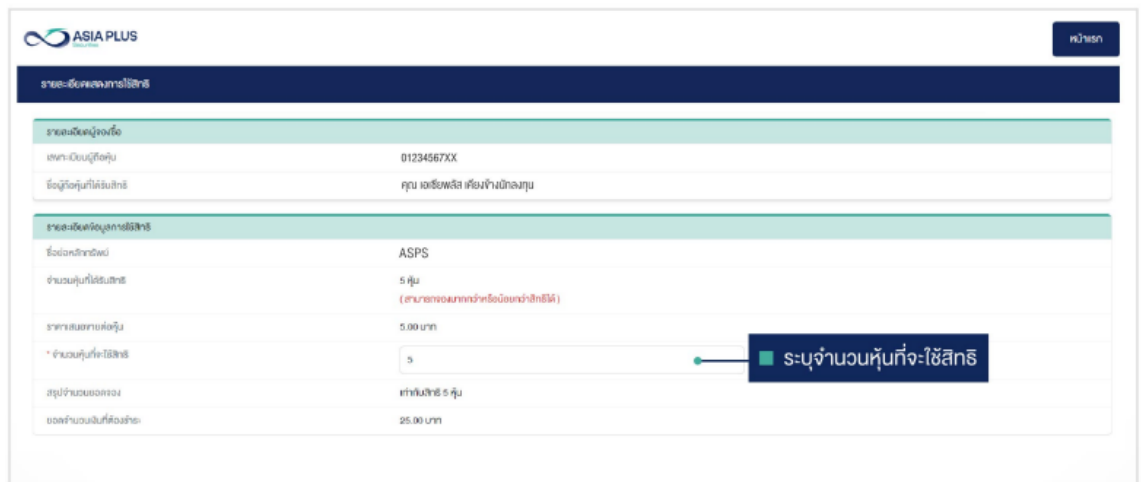 ASIA PLUS
Securities
หน้าแรก
รายละเอียดแสดงการใช้สิทธิ
รายละเอียดผู้จองซื้อ
เลขทะเบียนผู้ถือหุ้น 01234567XX
ชื่อผู้ถือหุ้นที่ได้รับสิทธิ คุณ เอเซียพลัส เคียงข้างนักลงทุน
รายละเอียดข้อมูลการใช้สิทธิ
ชื่อย่อหลักทรัพย์ ASPS
จำนวนหุ้นที่ได้รับสิทธิ 5 หุ้น
(สามารถจองมากกว่าหรือน้อยกว่าสิทธิได้)
ราคาเสนอขายต่อหุ้น 5.00 บาท
* จำนวนหุ้นที่จะใช้สิทธิ 5
ระบุจำนวนหุ้นที่จะใช้สิทธิ
สรุปจำนวนยอดจอง เท่ากับสิทธิ 5 หุ้น
ยอดจำนวนเงินที่ต้องชำระ 25.00 บาท